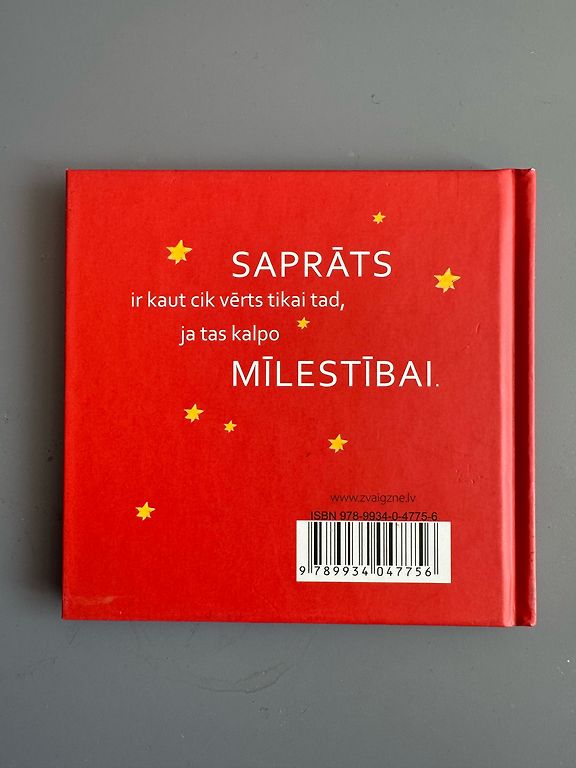 SAPRĀTS
ir kaut cik vērts tikai tad,
ja tas kalpo
MĪLESTĪBAI.
www.zvaigzne.lv
ISBN 978-9934-0-4775-6
9 789934 047756